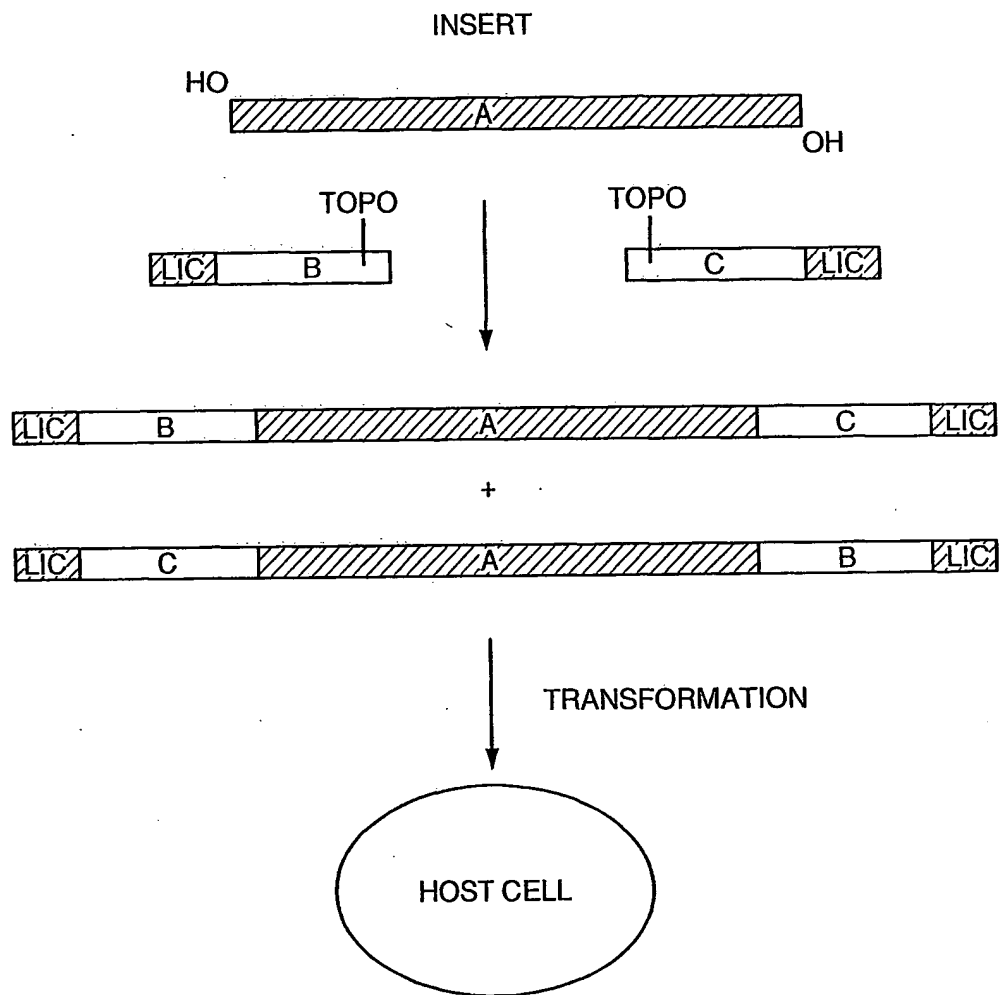 INSERT
HO
A
OH
TOPO
TOPO
LIC B
C LIC
LIC B A C LIC
+
LIC C A B LIC
TRANSFORMATION
HOST CELL